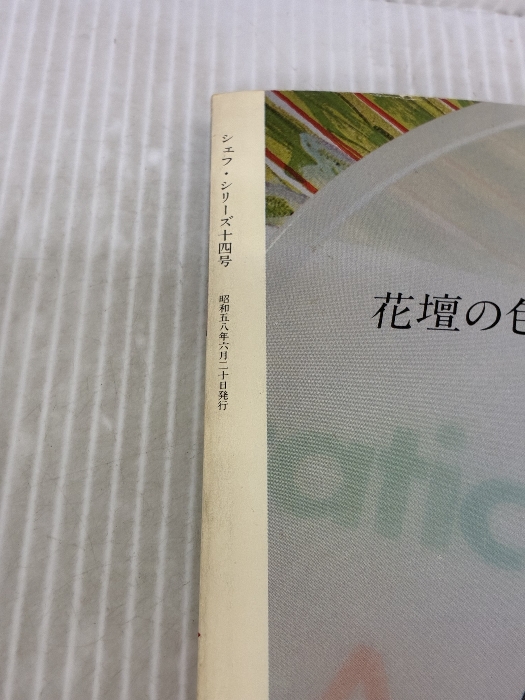 シェフ・シリーズ十四号
昭和五八年六月二十日発行
花壇の色
atio